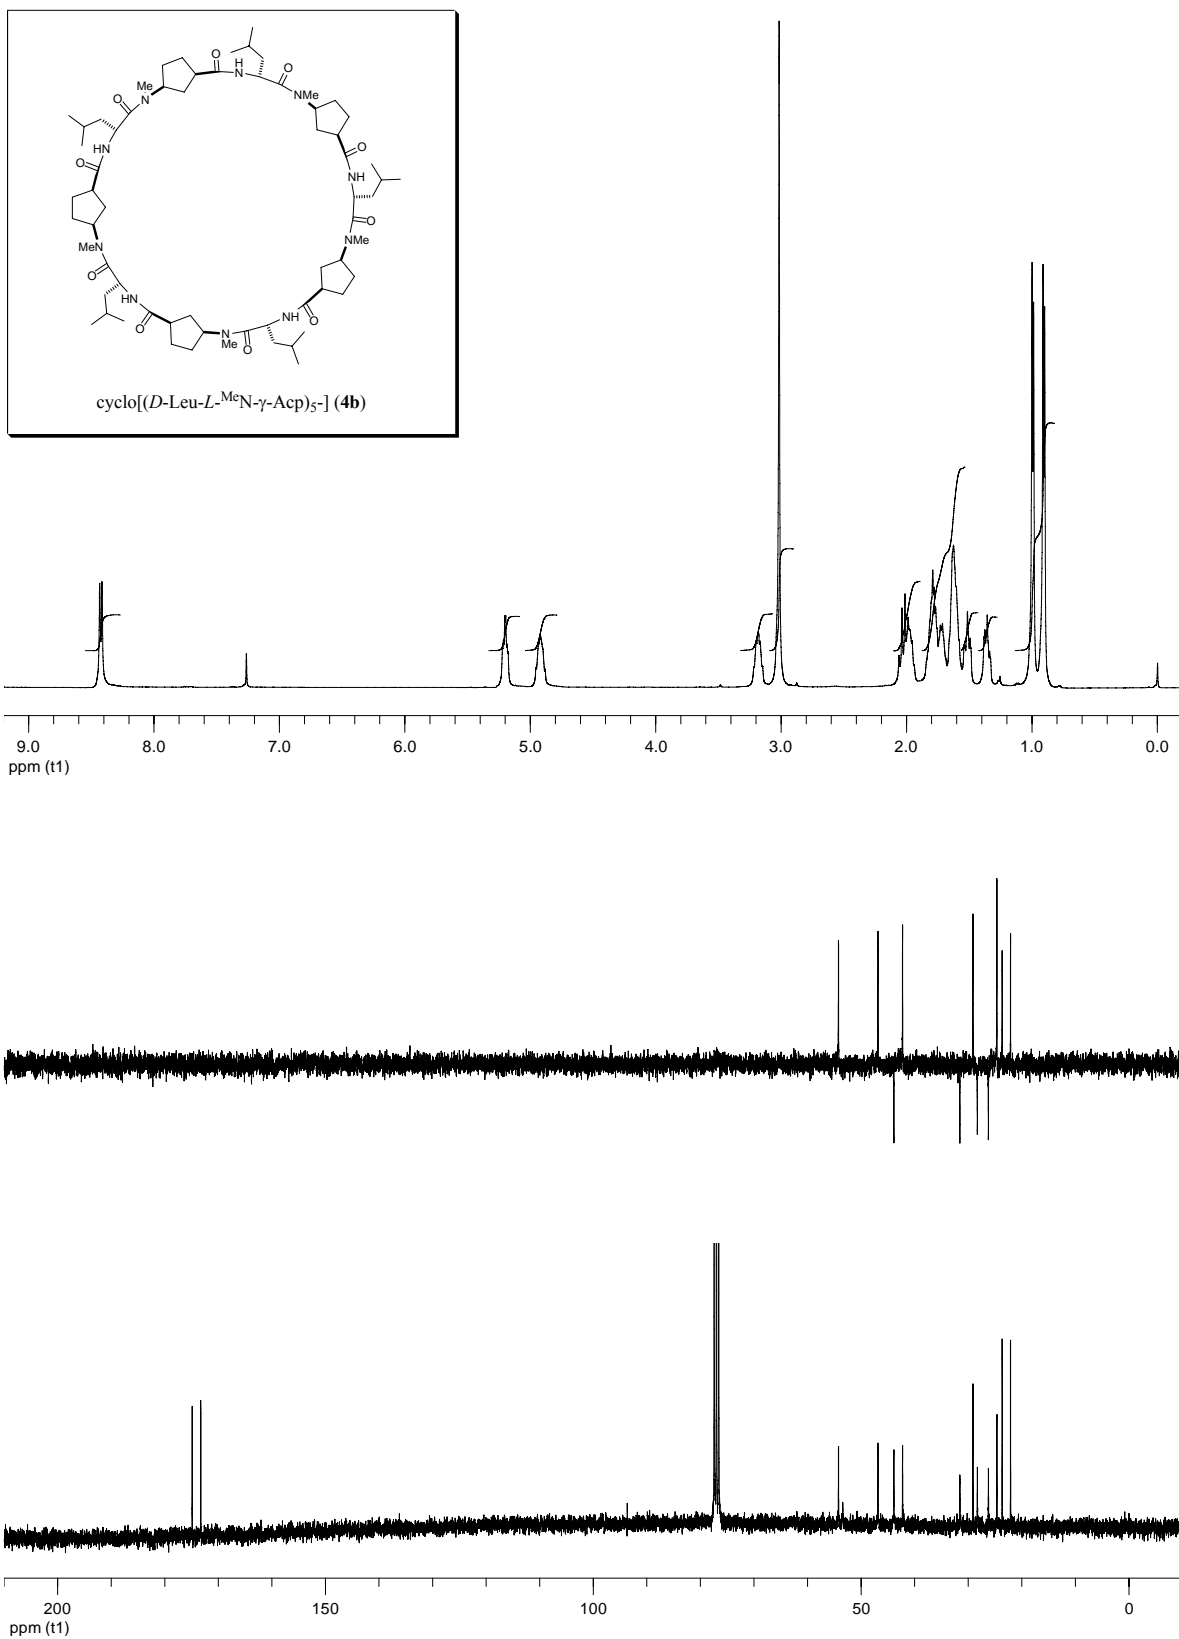 O
H
N
O
Me
N
O
NMe
O
HN
O
O
NH
O
NMe
MeN
O
HN
O
N
Me
O
NH
O
cyclo[(D-Leu-L-MeN-γ-Acp)5-] (4b)
9.0 8.0 7.0 6.0 5.0 4.0 3.0 2.0 1.0 0.0
ppm (t1)
200 150 100 50 0
ppm (t1)